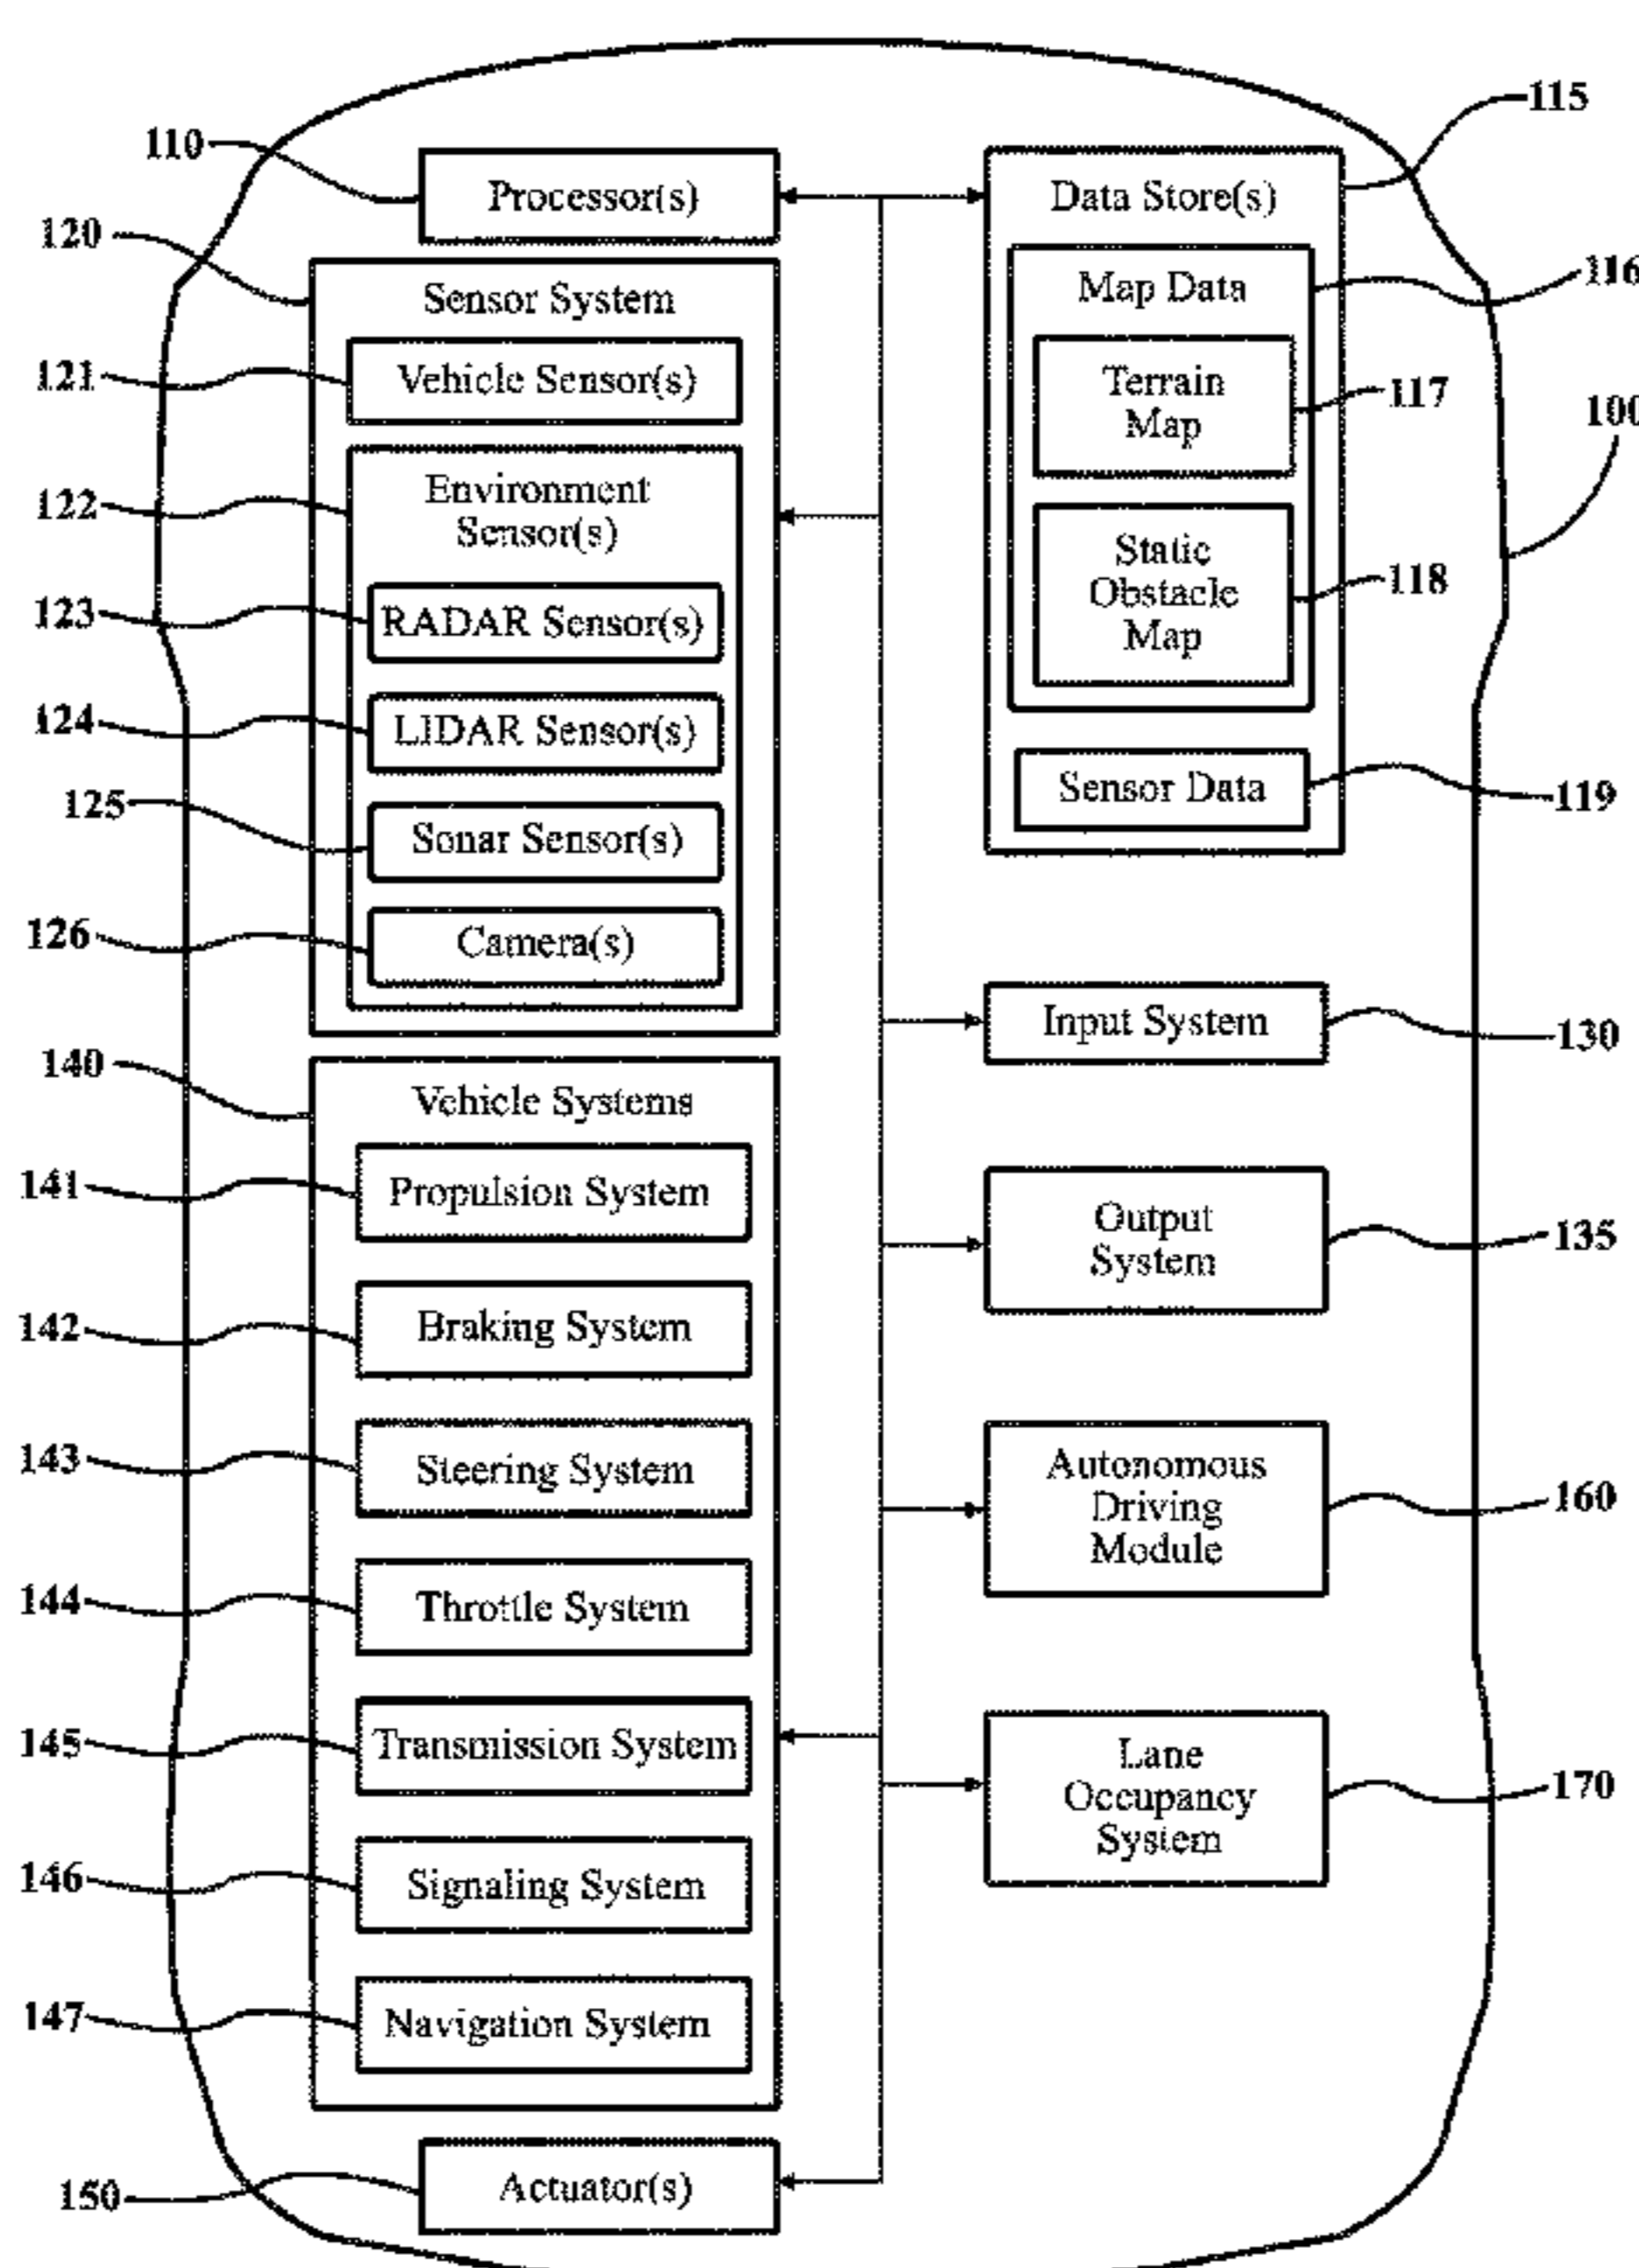 110
Processor(s)
120
Sensor System
121
Vehicle Sensor(s)
122
Environment
Sensor(s)
123
RADAR Sensor(s)
124
LIDAR Sensor(s)
125
Sonar Sensor(s)
126
Camera(s)
140
Vehicle Systems
141
Propulsion System
142
Braking System
143
Steering System
144
Throttle System
145
Transmission System
146
Signaling System
147
Navigation System
150
Actuator(s)
115
Data Store(s)
116
Map Data
Terrain
Map
117
100
Static
Obstacle
Map
118
Sensor Data
119
Input System
130
Output
System
135
Autonomous
Driving
Module
160
Lane
Occupancy
System
170